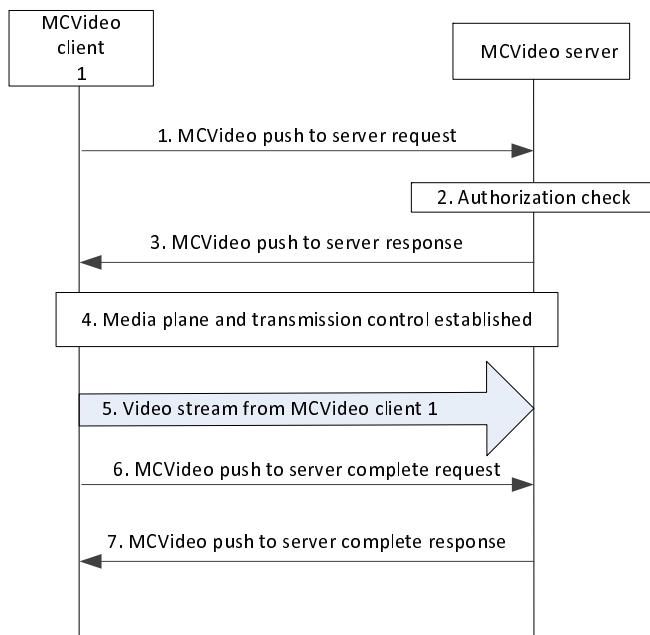 MCVideo
client
1
MCVideo server
1. MCVideo push to server request
2. Authorization check
3. MCVideo push to server response
4. Media plane and transmission control established
5. Video stream from MCVideo client 1
6. MCVideo push to server complete request
7. MCVideo push to server complete response